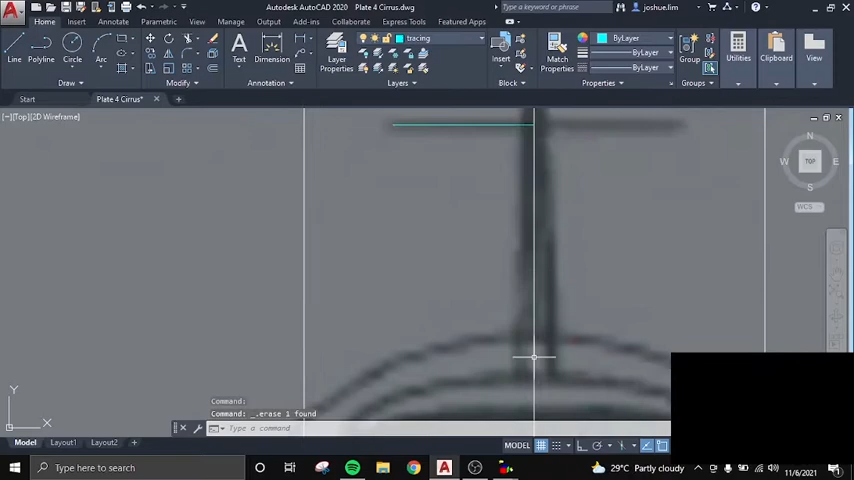 Autodesk AutoCAD 2020 Plate 4 Cirrus.dwg
Type a keyword or phrase
joshue.lim
Home Insert Annotate Parametric View Manage Output Add-ins Collaborate Express Tools Featured Apps
Line Polyline Circle Arc
Text Dimension
Layer Properties
tracing
Insert
Match Properties
ByLayer
ByLayer
ByLayer
Group
Utilities
Clipboard
View
Draw Modify Annotation Layers Block Properties Groups
Start Plate 4 Cirrus*
[−][Top][2D Wireframe]
N
W TOP E
S
WCS
Y
X
Command:
Command: _.erase 1 found
Type a command
Model Layout1 Layout2
MODEL
Type here to search
29°C Partly cloudy
11/6/2021